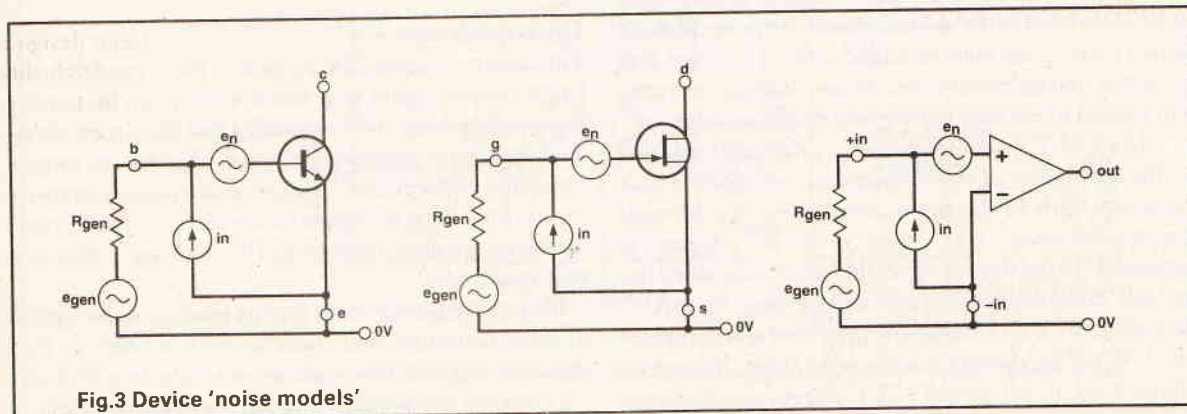 c
b
en
Rgen
in
egen
e
0V
d
g
en
Rgen
in
egen
s
0V
+in
en
+
−
out
Rgen
in
egen
−in
0V
Fig.3 Device 'noise models'